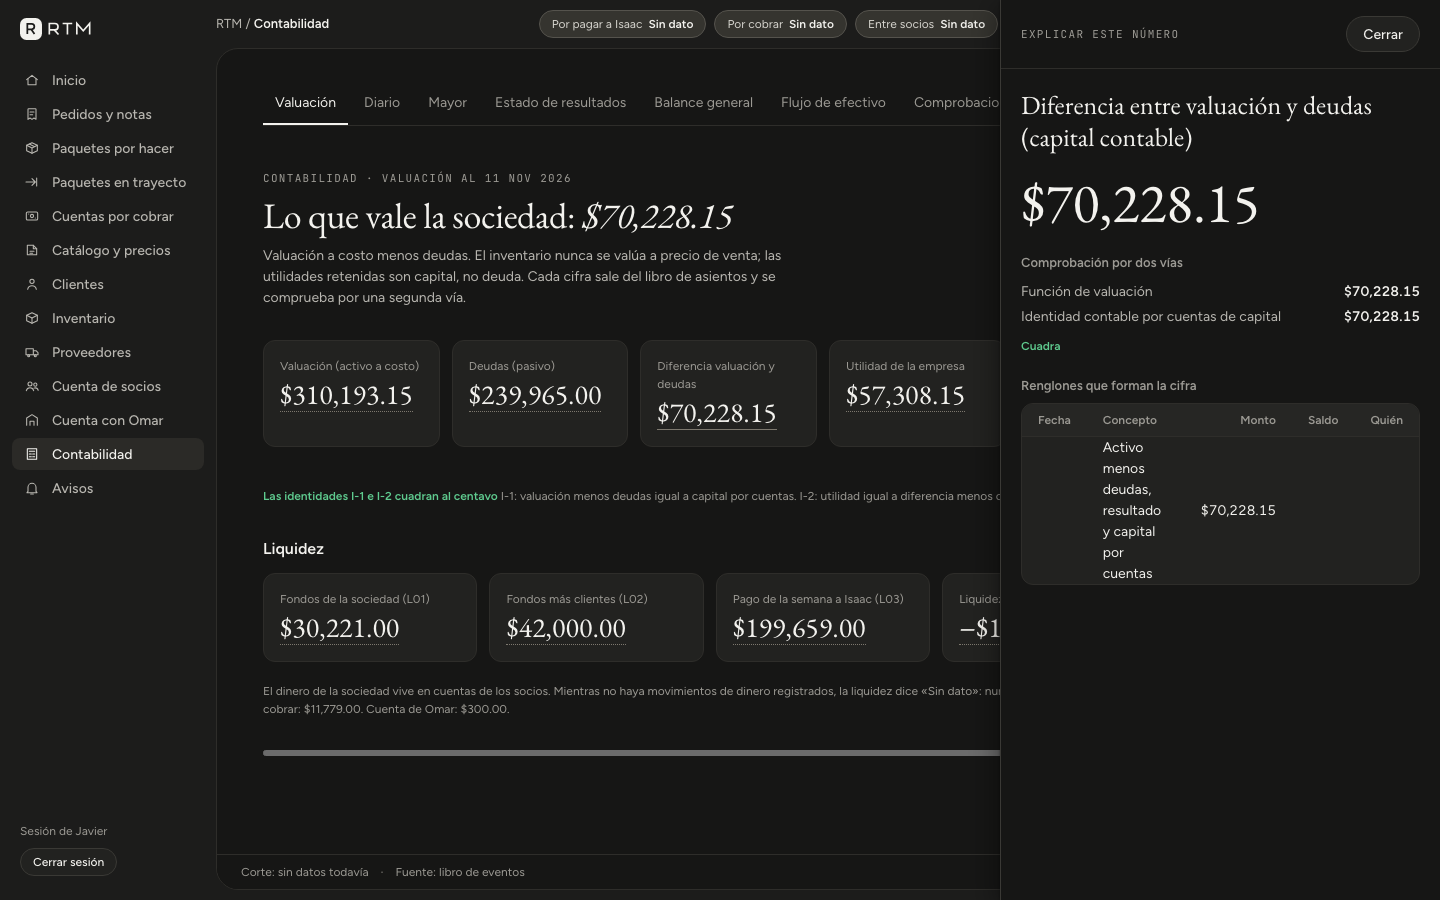 R RTM
Inicio
Pedidos y notas
Paquetes por hacer
Paquetes en trayecto
Cuentas por cobrar
Catálogo y precios
Clientes
Inventario
Proveedores
Cuenta de socios
Cuenta con Omar
Contabilidad
Avisos
Sesión de Javier
Cerrar sesión
RTM / Contabilidad
Por pagar a Isaac Sin dato
Por cobrar Sin dato
Entre socios Sin dato
Valuación Diario Mayor Estado de resultados Balance general Flujo de efectivo Comprobacio
CONTABILIDAD · VALUACIÓN AL 11 NOV 2026
Lo que vale la sociedad: $70,228.15
Valuación a costo menos deudas. El inventario nunca se valúa a precio de venta; las
utilidades retenidas son capital, no deuda. Cada cifra sale del libro de asientos y se
comprueba por una segunda vía.
Valuación (activo a costo)
$310,193.15
Deudas (pasivo)
$239,965.00
Diferencia valuación y
deudas
$70,228.15
Utilidad de la empresa
$57,308.15
Las identidades I-1 e I-2 cuadran al centavo I-1: valuación menos deudas igual a capital por cuentas. I-2: utilidad igual a diferencia menos
Liquidez
Fondos de la sociedad (L01)
$30,221.00
Fondos más clientes (L02)
$42,000.00
Pago de la semana a Isaac (L03)
$199,659.00
Liquidez
–$1
El dinero de la sociedad vive en cuentas de los socios. Mientras no haya movimientos de dinero registrados, la liquidez dice «Sin dato»:
cobrar: $11,779.00. Cuenta de Omar: $300.00.
Corte: sin datos todavía · Fuente: libro de eventos
EXPLICAR ESTE NÚMERO
Cerrar
Diferencia entre valuación y deudas
(capital contable)
$70,228.15
Comprobación por dos vías
Función de valuación $70,228.15
Identidad contable por cuentas de capital $70,228.15
Cuadra
Renglones que forman la cifra
Fecha Concepto Monto Saldo Quién
Activo
menos
deudas,
resultado $70,228.15
y capital
por
cuentas